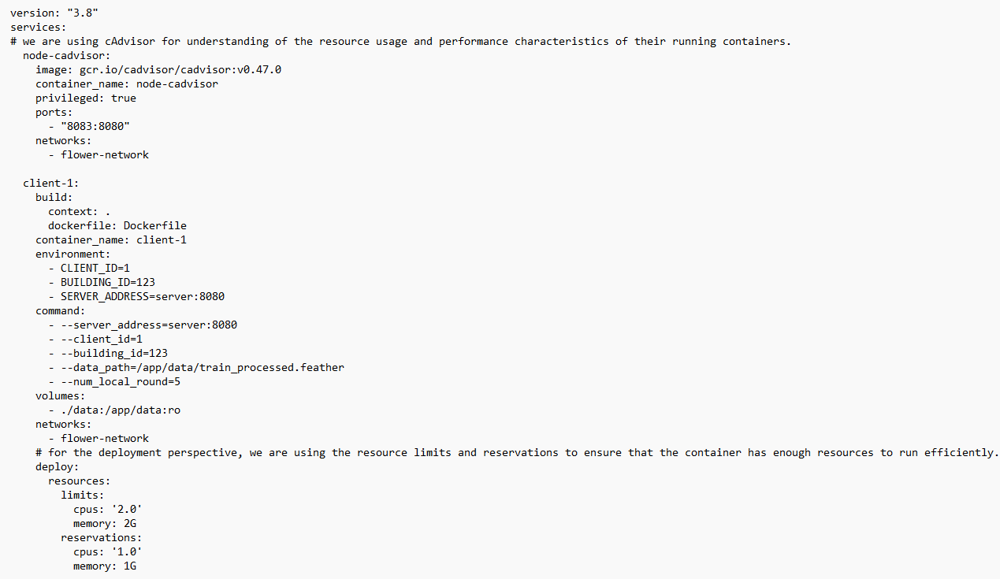 version: "3.8"
services:
# we are using cAdvisor for understanding of the resource usage and performance characteristics of their running containers.
  node-cadvisor:
    image: gcr.io/cadvisor/cadvisor:v0.47.0
    container_name: node-cadvisor
    privileged: true
    ports:
      - "8083:8080"
    networks:
      - flower-network

  client-1:
    build:
      context: .
      dockerfile: Dockerfile
    container_name: client-1
    environment:
      - CLIENT_ID=1
      - BUILDING_ID=123
      - SERVER_ADDRESS=server:8080
    command:
      - --server_address=server:8080
      - --client_id=1
      - --building_id=123
      - --data_path=/app/data/train_processed.feather
      - --num_local_round=5
    volumes:
      - ./data:/app/data:ro
    networks:
      - flower-network
    # for the deployment perspective, we are using the resource limits and reservations to ensure that the container has enough resources to run efficiently.
    deploy:
      resources:
        limits:
          cpus: '2.0'
          memory: 2G
        reservations:
          cpus: '1.0'
          memory: 1G